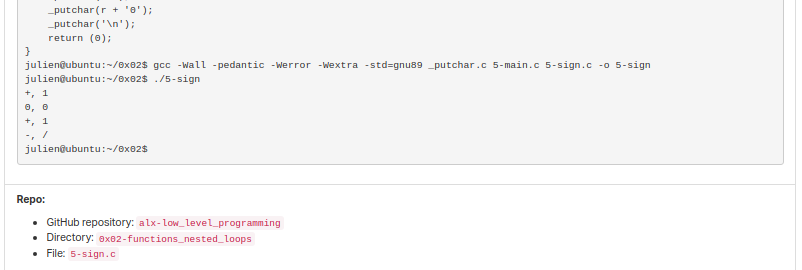 _putchar(r + '0');
_putchar('\n');
return (0);
}
julien@ubuntu:~/0x02$ gcc -Wall -pedantic -Werror -Wextra -std=gnu89 _putchar.c 5-main.c 5-sign.c -o 5-sign
julien@ubuntu:~/0x02$ ./5-sign
+, 1
0, 0
+, 1
-, /
julien@ubuntu:~/0x02$
Repo:
• GitHub repository: alx-low_level_programming
• Directory: 0x02-functions_nested_loops
• File: 5-sign.c